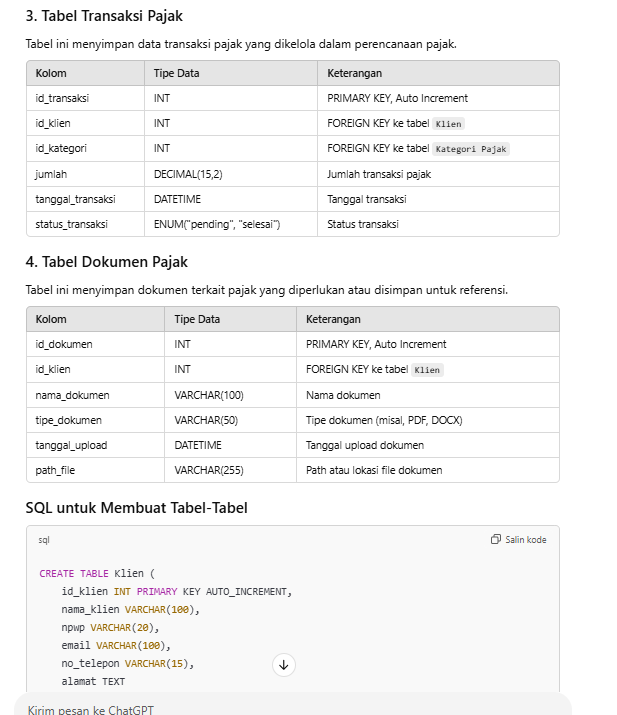 3. Tabel Transaksi Pajak
Tabel ini menyimpan data transaksi pajak yang dikelola dalam perencanaan pajak.
Kolom Tipe Data Keterangan
id_transaksi INT PRIMARY KEY, Auto Increment
id_klien INT FOREIGN KEY ke tabel Klien
id_kategori INT FOREIGN KEY ke tabel Kategori Pajak
jumlah DECIMAL(15,2) Jumlah transaksi pajak
tanggal_transaksi DATETIME Tanggal transaksi
status_transaksi ENUM("pending", "selesai") Status transaksi
4. Tabel Dokumen Pajak
Tabel ini menyimpan dokumen terkait pajak yang diperlukan atau disimpan untuk referensi.
Kolom Tipe Data Keterangan
id_dokumen INT PRIMARY KEY, Auto Increment
id_klien INT FOREIGN KEY ke tabel Klien
nama_dokumen VARCHAR(100) Nama dokumen
tipe_dokumen VARCHAR(50) Tipe dokumen (misal, PDF, DOCX)
tanggal_upload DATETIME Tanggal upload dokumen
path_file VARCHAR(255) Path atau lokasi file dokumen
SQL untuk Membuat Tabel-Tabel
sql Salin kode
CREATE TABLE Klien (
id_klien INT PRIMARY KEY AUTO_INCREMENT,
nama_klien VARCHAR(100),
npwp VARCHAR(20),
email VARCHAR(100),
no_telepon VARCHAR(15),
alamat TEXT
Kirim pesan ke ChatGPT